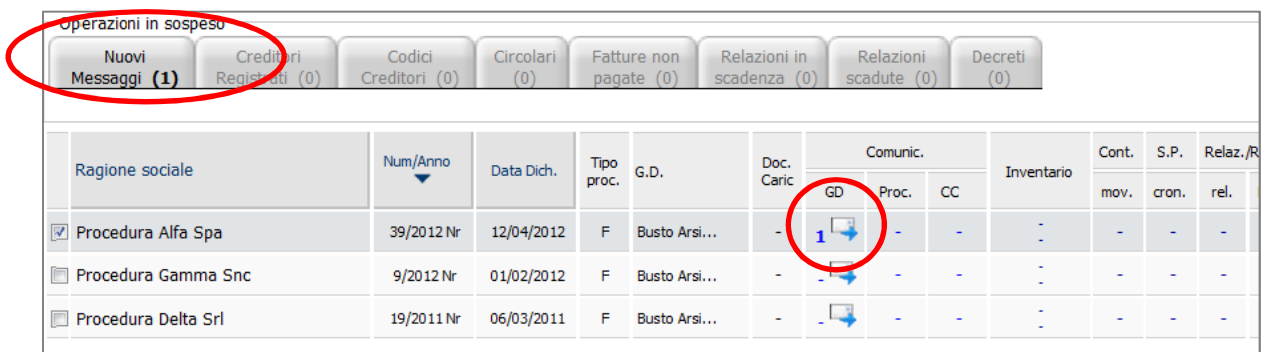 Operazioni in sospeso
Nuovi Creditori Codici Circolari Fatture non Relazioni in Relazioni Decreti
Messaggi (1) Registrati (0) Creditori (0) (0) pagate (0) scadenza (0) scadute (0) (0)
Ragione sociale Num/Anno Data Dich. Tipo proc. G.D. Doc. Caric Comunic. Inventario Cont. S.P. Relaz./R
GD Proc. CC mov. cron. rel.
Procedura Alfa Spa 39/2012 Nr 12/04/2012 F Busto Arsi... - 1 - - - - - - -
Procedura Gamma Snc 9/2012 Nr 01/02/2012 F Busto Arsi... - - - - - - - - -
Procedura Delta Srl 19/2011 Nr 06/03/2011 F Busto Arsi... - - - - - - - - -